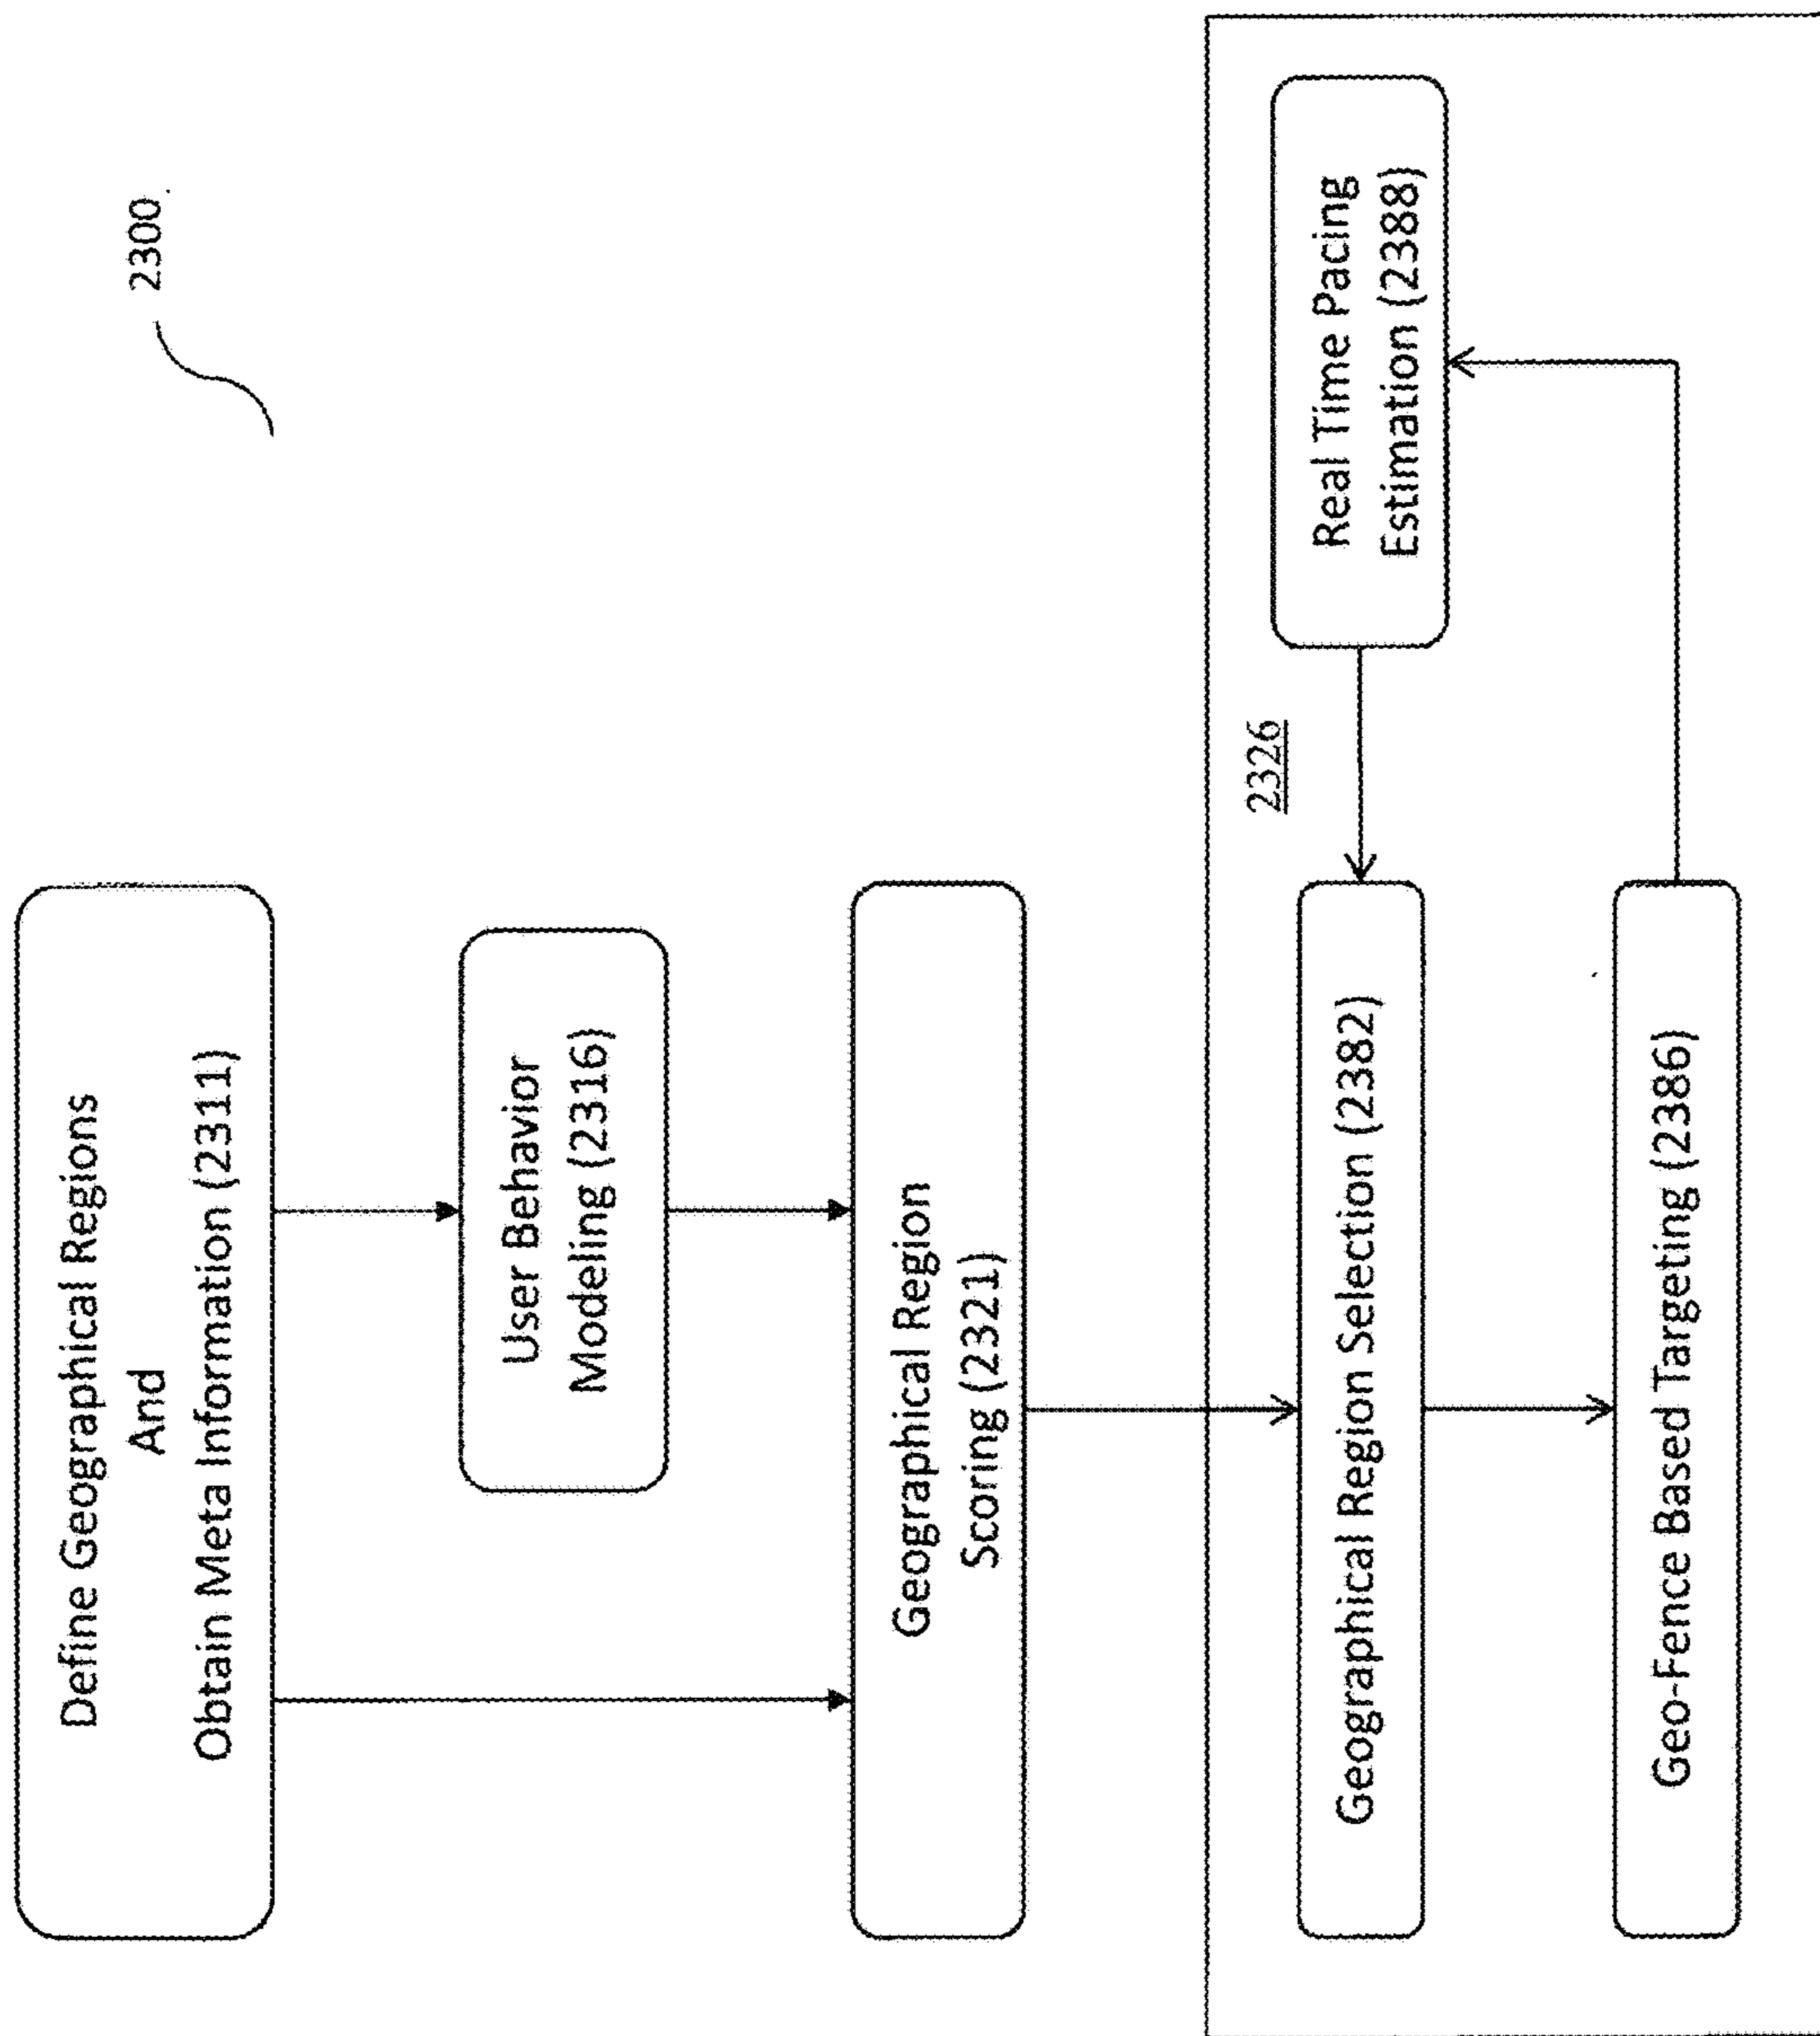 2300
Define Geographical Regions
And
Obtain Meta Information (2311)
User Behavior
Modeling (2316)
Geographical Region
Scoring (2321)
2326
Geographical Region Selection (2382)
Real Time Pacing
Estimation (2388)
Geo-Fence Based Targeting (2386)